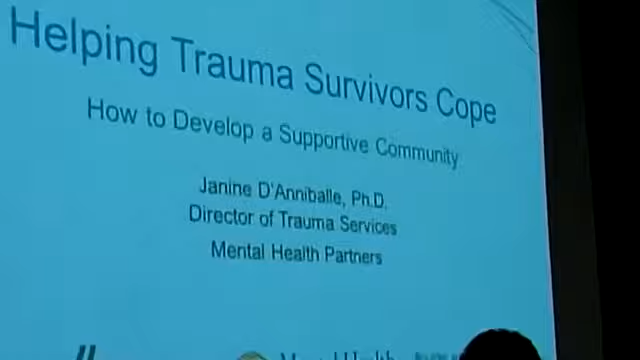 Helping Trauma Survivors Cope
How to Develop a Supportive Community
Janine D'Anniballe, Ph.D.
Director of Trauma Services
Mental Health Partners